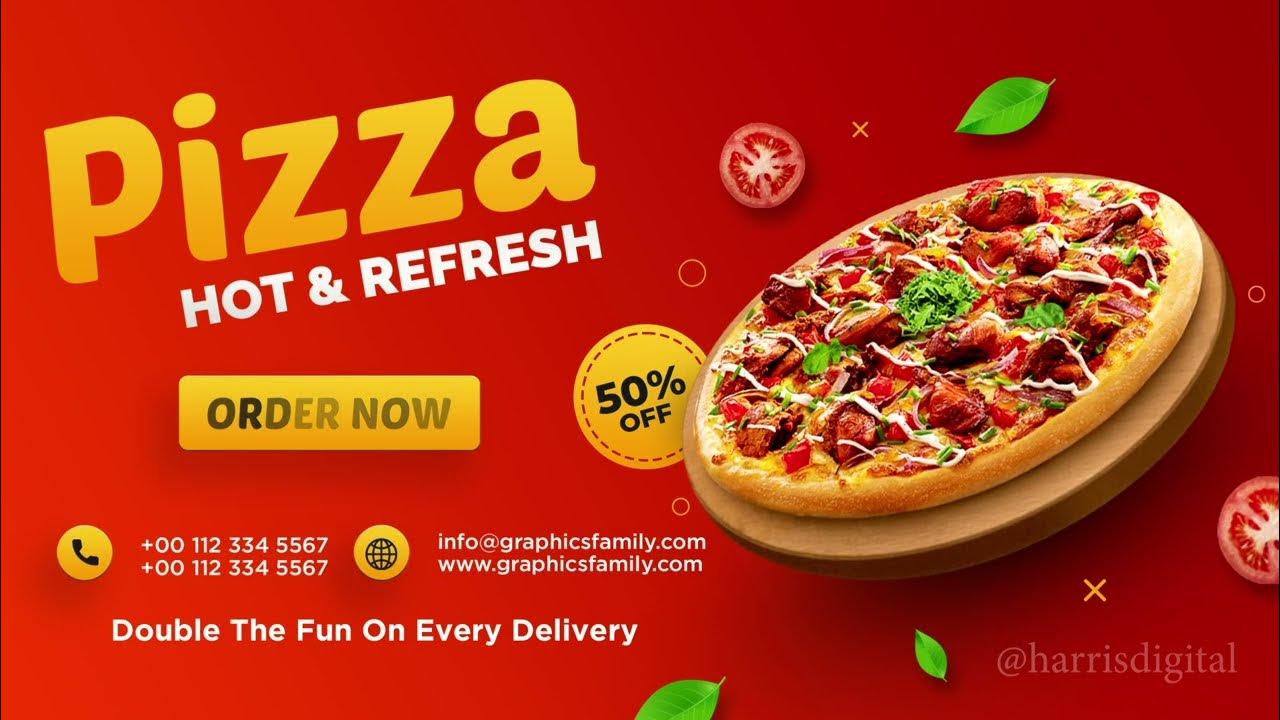 Pizza
HOT & REFRESH
ORDER NOW
50%
OFF
+00 112 334 5567
+00 112 334 5567
info@graphicsfamily.com
www.graphicsfamily.com
Double The Fun On Every Delivery
@harrisdigital